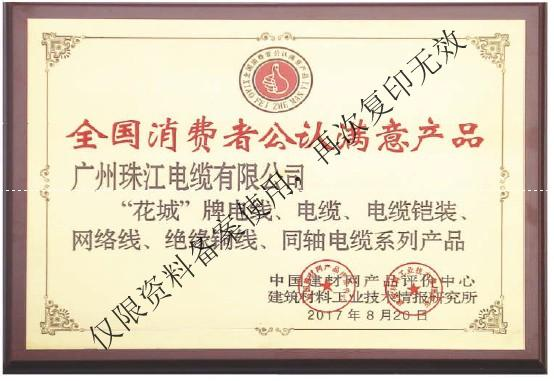 全国消费者公认满意产品
广州珠江电缆有限公司
“花城”牌电线、电缆、电缆铠装、
网络线、绝缘铜线、同轴电缆系列产品
中国建材网产品评价中心
建筑材料工业技术情报研究所
2017年8月20日
仅限资料备案使用，再次复印无效